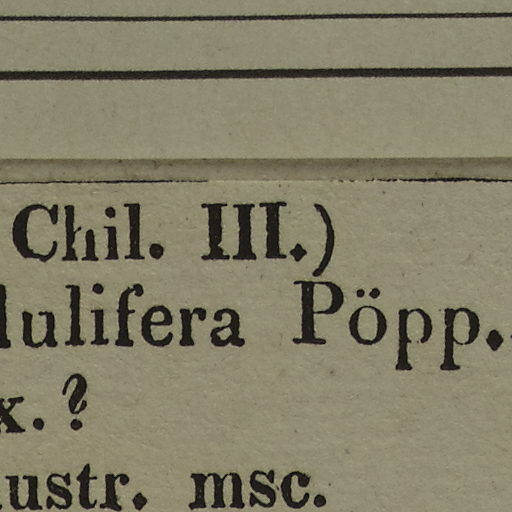 Chil. III.)
lulifera Pöpp.
x. ?
ustr. msc.